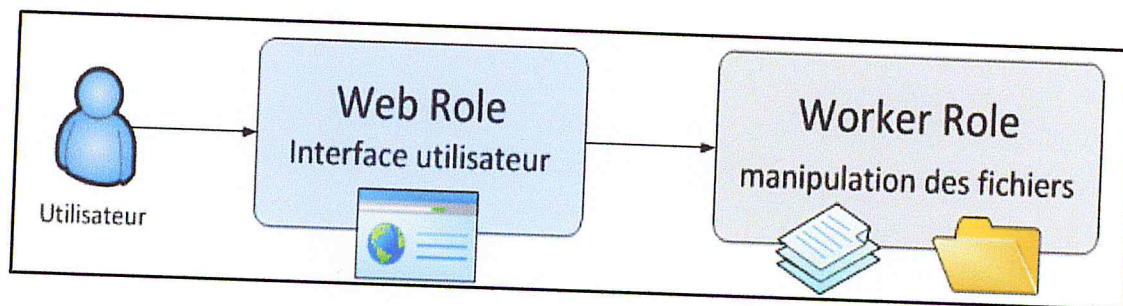 Utilisateur
Web Role
Interface utilisateur
Worker Role
manipulation des fichiers